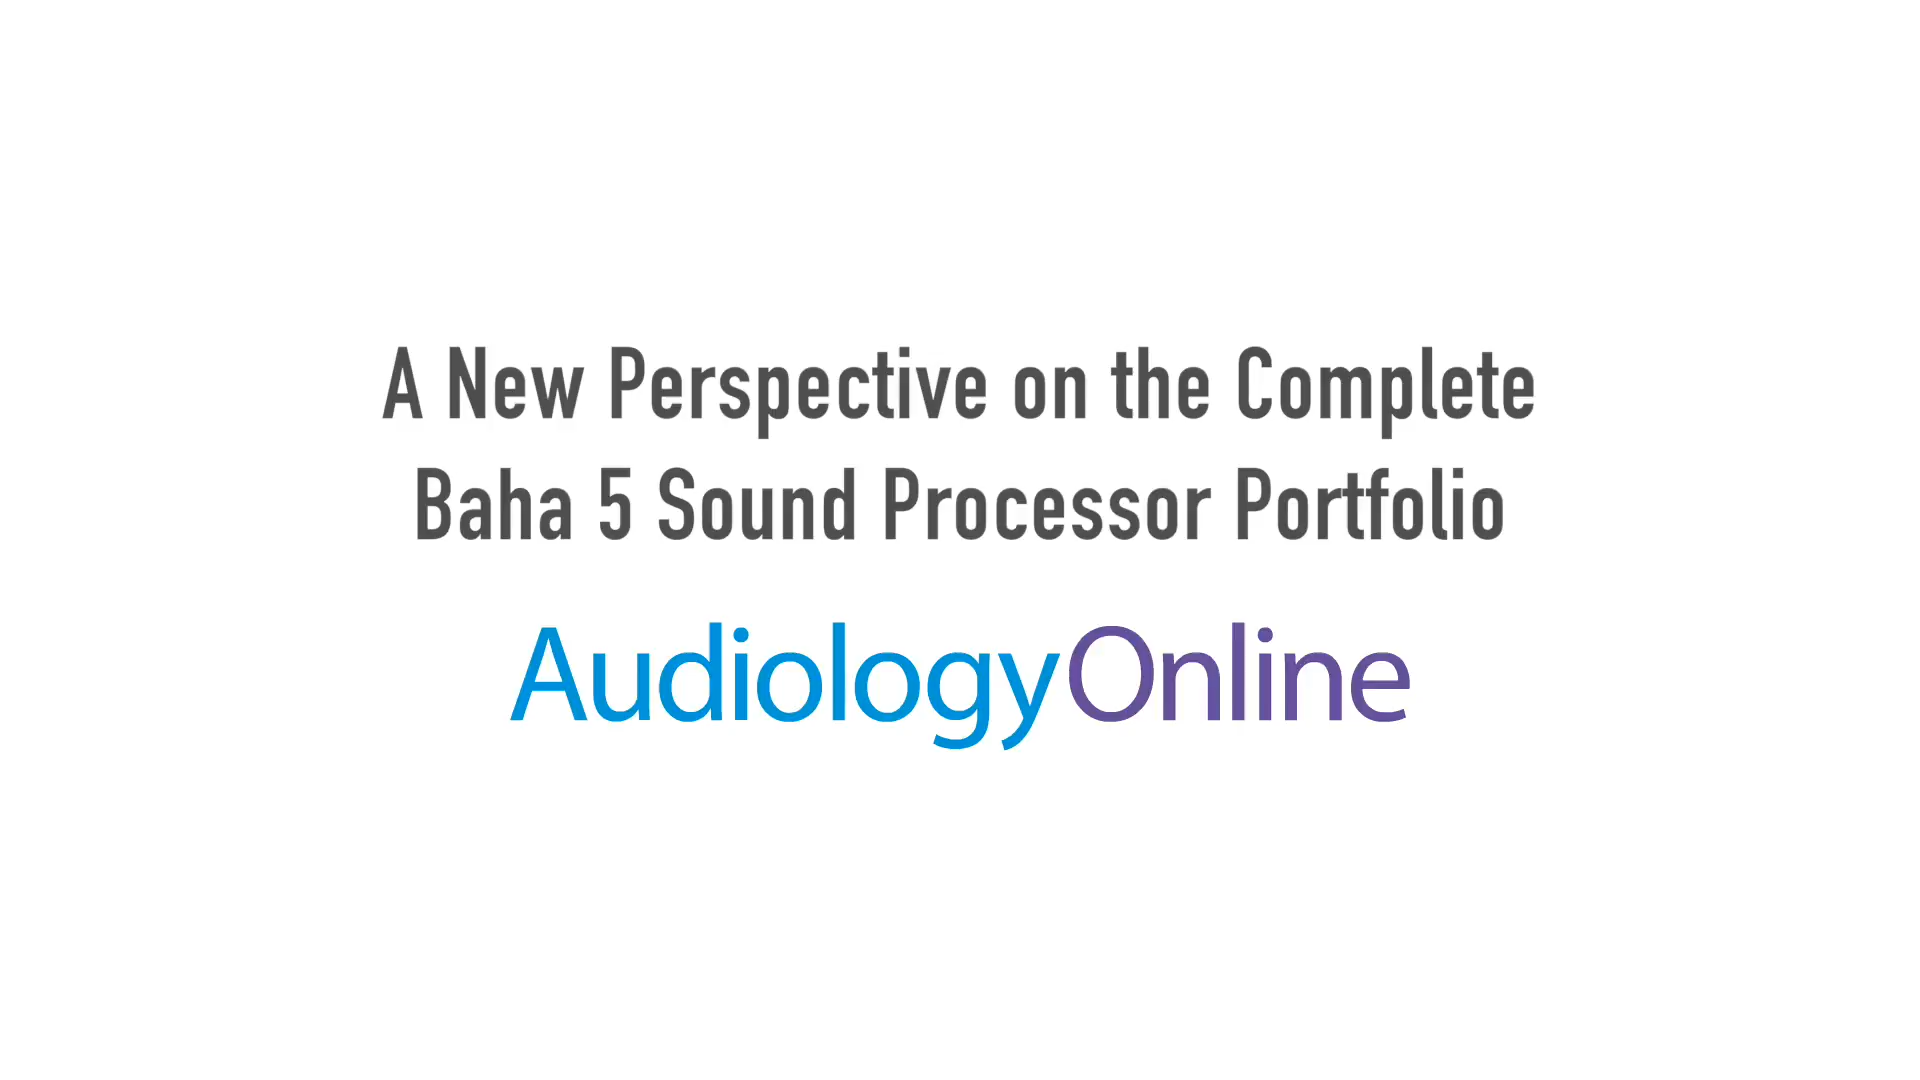 A New Perspective on the Complete
Baha 5 Sound Processor Portfolio
AudiologyOnline